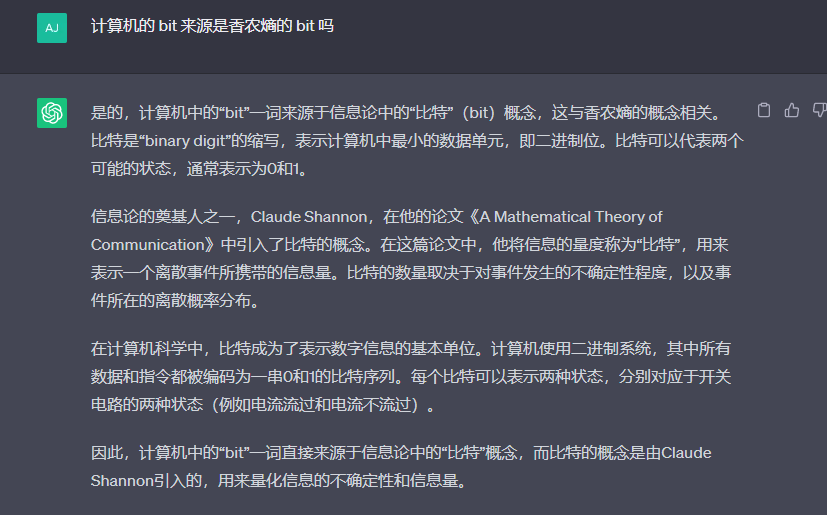 AJ
计算机的 bit 来源是香农熵的 bit 吗
是的，计算机中的“bit”一词来源于信息论中的“比特”（bit）概念，这与香农熵的概念相关。
比特是“binary digit”的缩写，表示计算机中最小的数据单元，即二进制位。比特可以代表两个
可能的状态，通常表示为0和1。
信息论的奠基人之一，Claude Shannon，在他的论文《A Mathematical Theory of
Communication》中引入了比特的概念。在这篇论文中，他将信息的量度称为“比特”，用来
表示一个离散事件所携带的信息量。比特的数量取决于对事件发生的不确定性程度，以及事
件所在的离散概率分布。
在计算机科学中，比特成为了表示数字信息的基本单位。计算机使用二进制系统，其中所有
数据和指令都被编码为一串0和1的比特序列。每个比特可以表示两种状态，分别对应于开关
电路的两种状态（例如电流流过和电流不流过）。
因此，计算机中的“bit”一词直接来源于信息论中的“比特”概念，而比特的概念是由Claude
Shannon引入的，用来量化信息的不确定性和信息量。